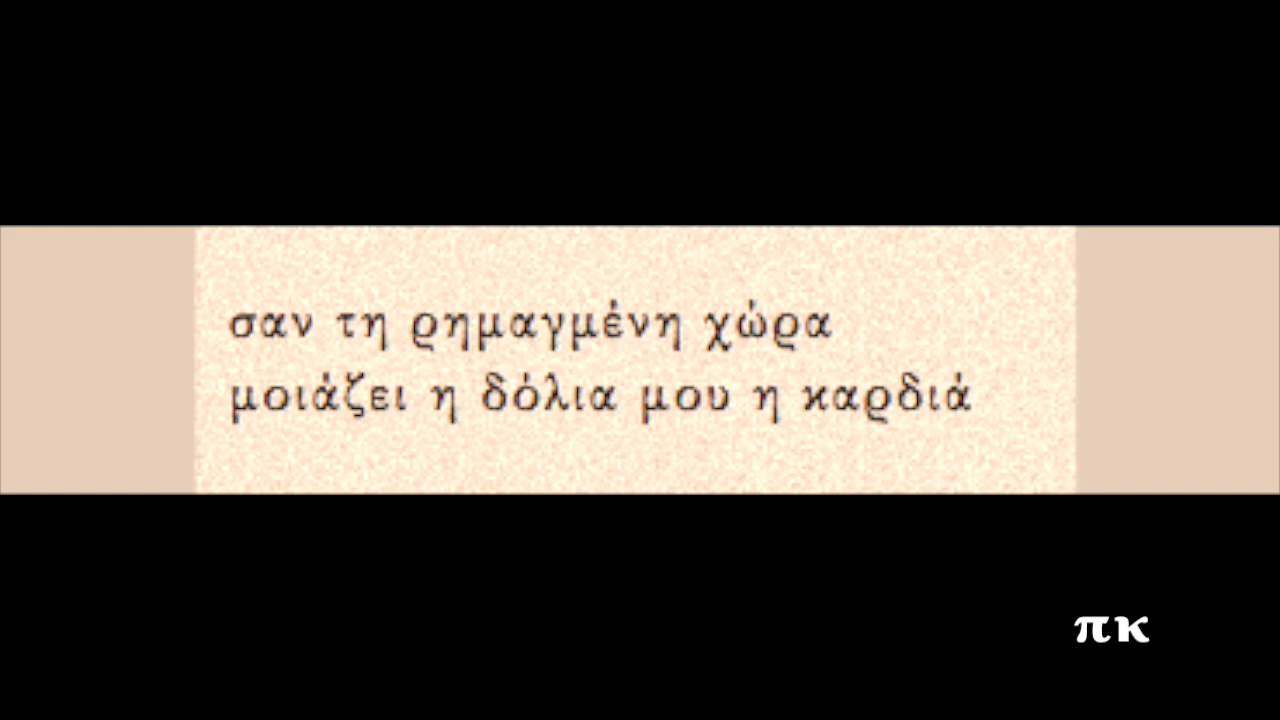 σαν τη ρημαγμένη χώρα
μοιάζει η δόλια μου η καρδιά
πκ